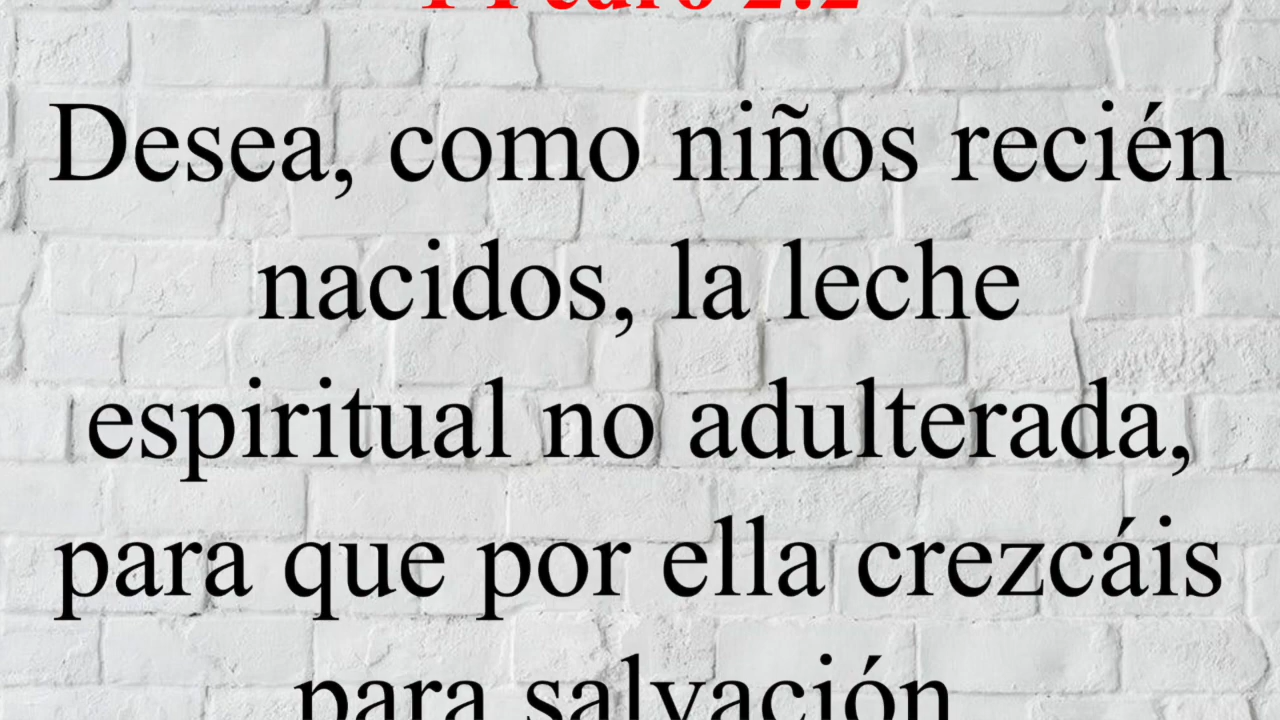 1 Pedro 2:2
Desea, como niños recién
nacidos, la leche
espiritual no adulterada,
para que por ella crezcáis
para salvación